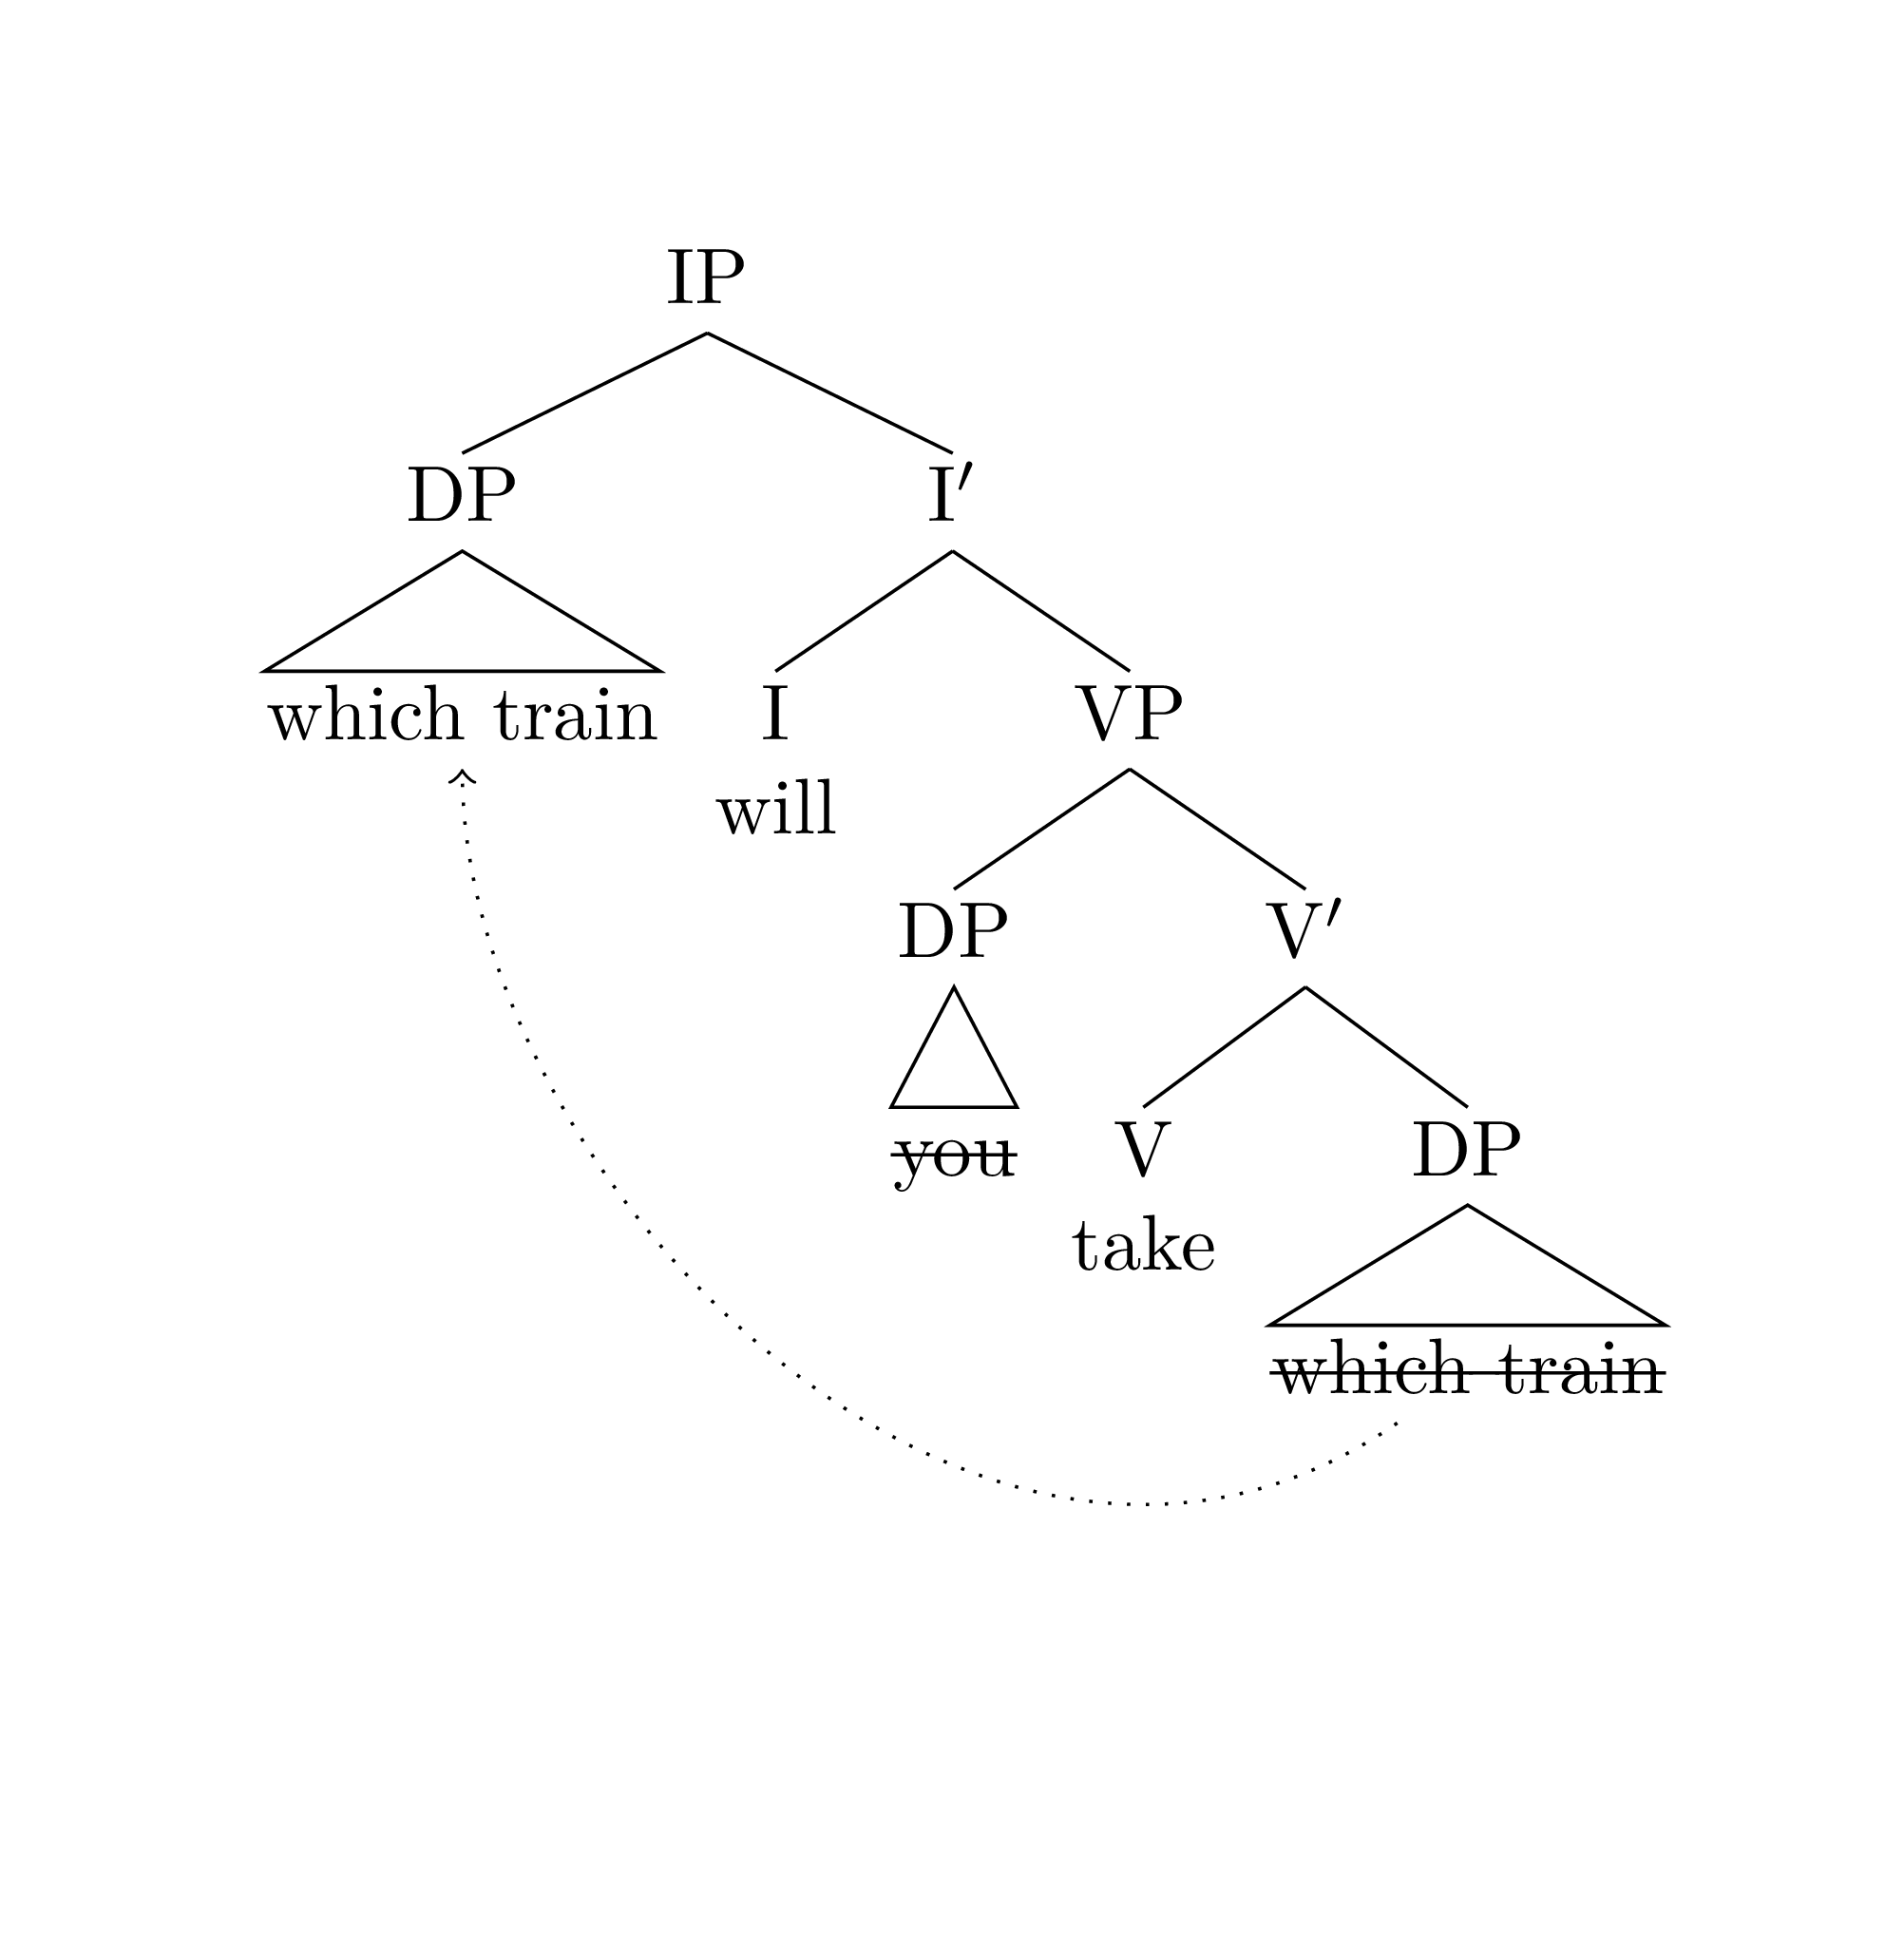 IP
DP I′
which train I VP
will
DP V′
you V DP
take
which train